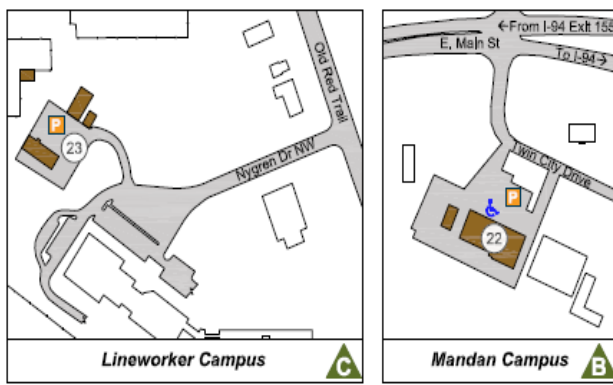 Old Red Trail
Nygren Dr NW
P
23
Lineworker Campus
C
←From I-94 Exit 155
E. Main St
To I-94→
Twin City Drive
P
22
Mandan Campus
B